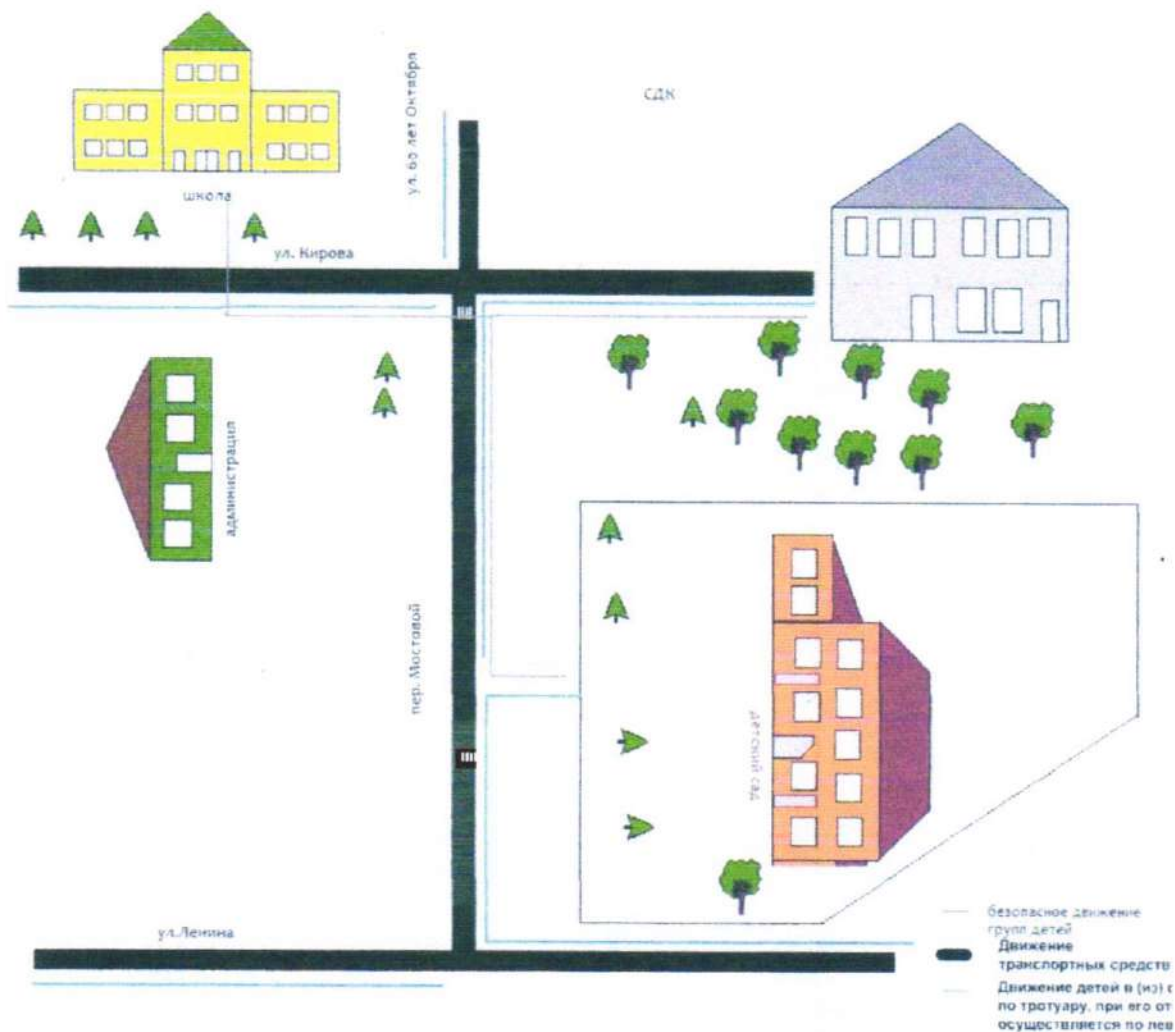 ул. 60 лет Октября
СДК
школа
ул. Кирова
администрация
пер. Мостовой
детский сад
ул.Ленина
безопасное движение
групп детей
Движение
транспортных средств
Движение детей в (из) с
по тротуару, при его от
осуществляется по лев